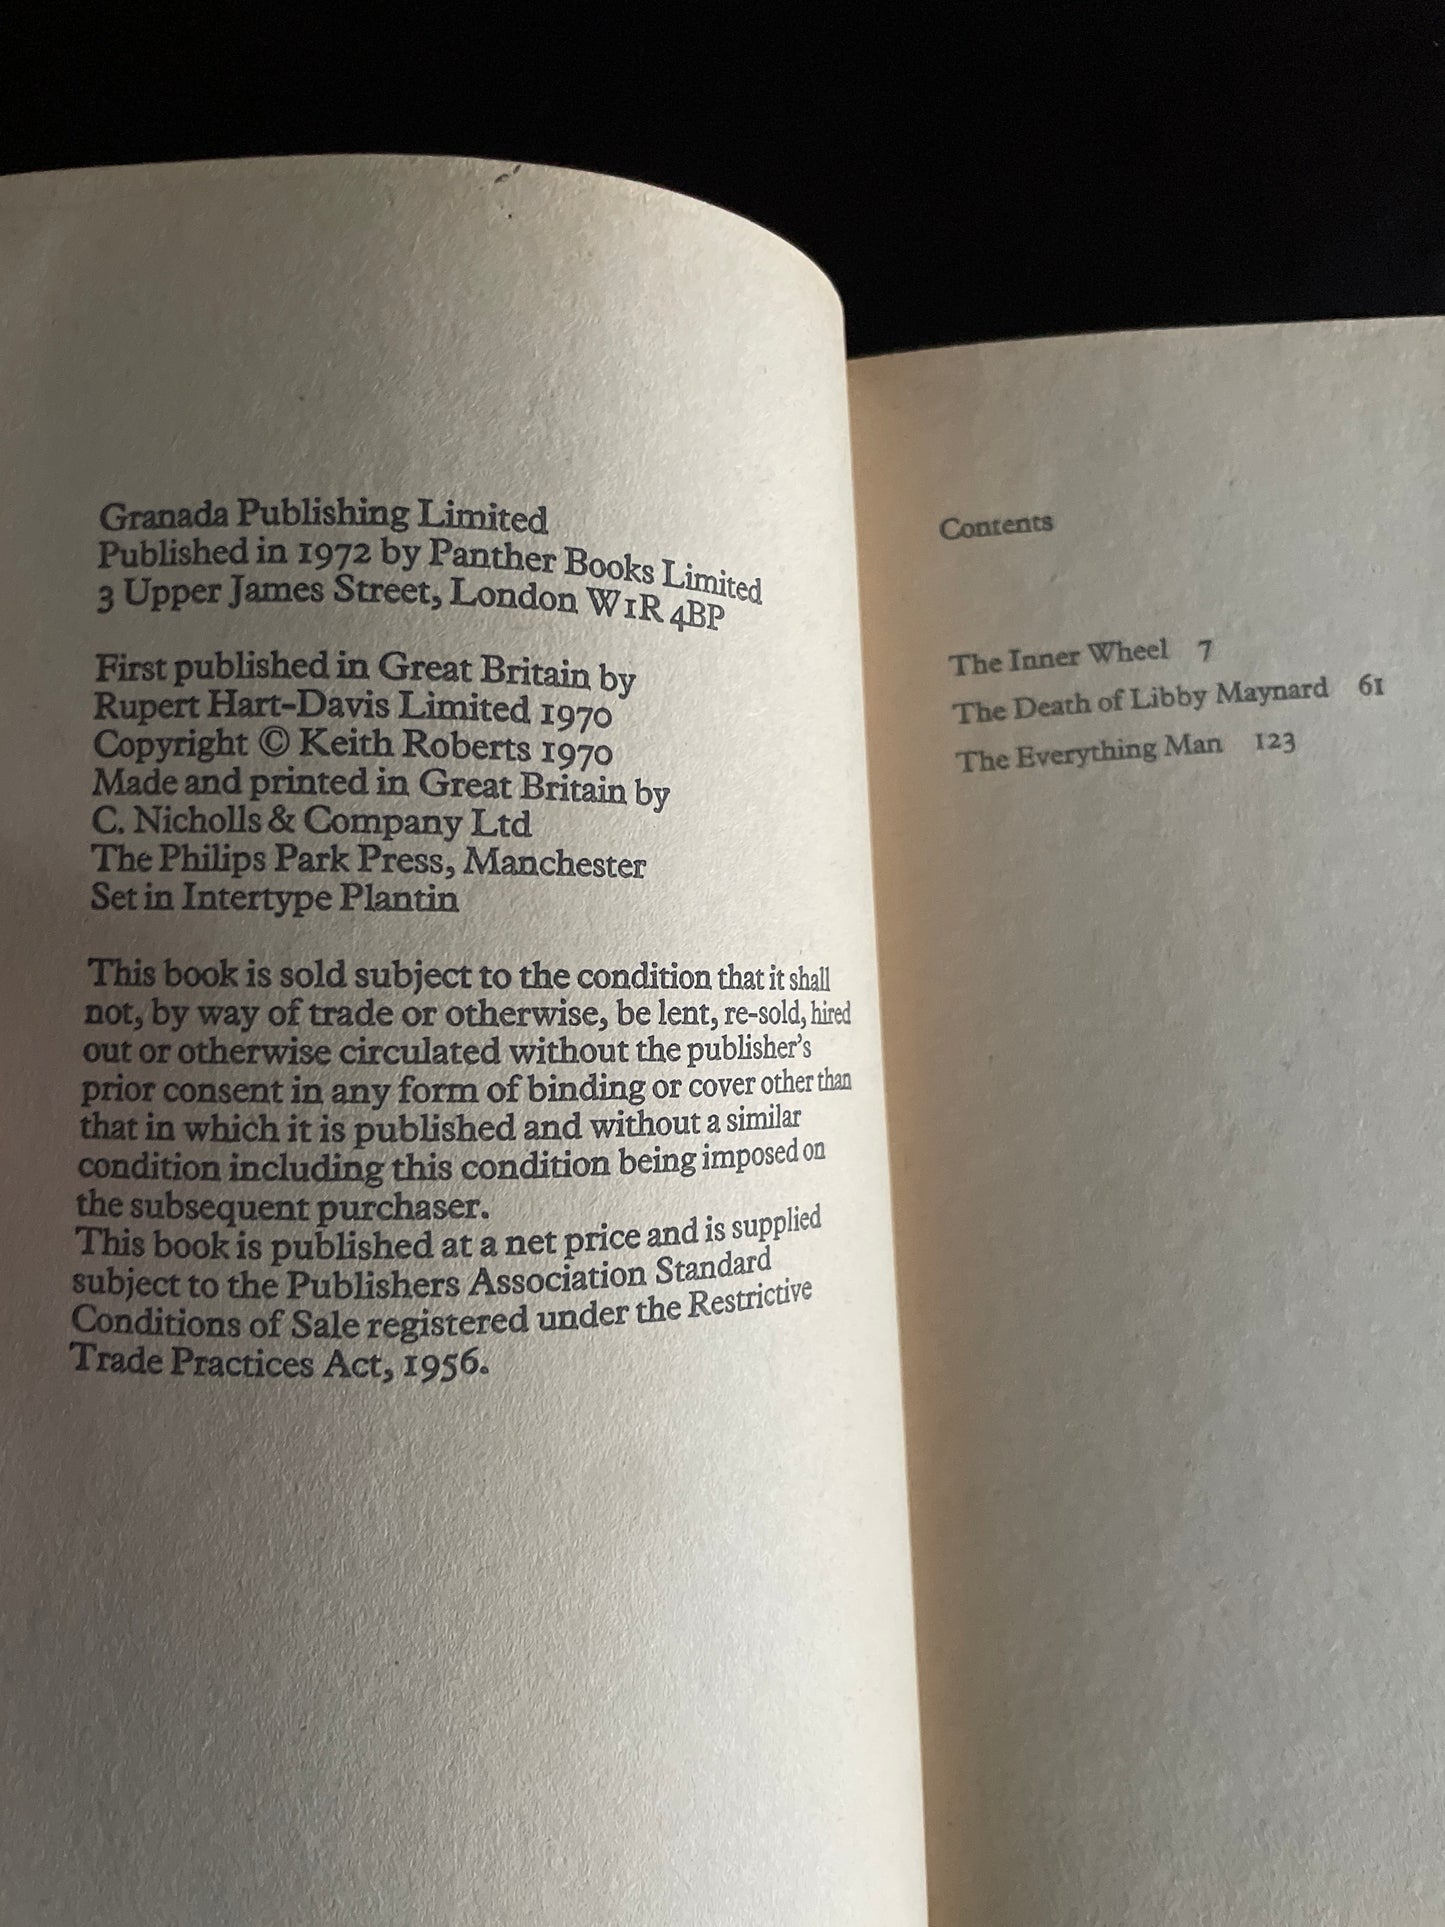 Granada Publishing Limited
Published in 1972 by Panther Books Limited
3 Upper James Street, London W1R 4BP
First published in Great Britain by
Rupert Hart-Davis Limited 1970
Copyright © Keith Roberts 1970
Made and printed in Great Britain by
C. Nicholls & Company Ltd
The Philips Park Press, Manchester
Set in Intertype Plantin
This book is sold subject to the condition that it shall
not, by way of trade or otherwise, be lent, re-sold, hired
out or otherwise circulated without the publisher's
prior consent in any form of binding or cover other than
that in which it is published and without a similar
condition including this condition being imposed on
the subsequent purchaser.
This book is published at a net price and is supplied
subject to the Publishers Association Standard
Conditions of Sale registered under the Restrictive
Trade Practices Act, 1956.
Contents
The Inner Wheel 7
The Death of Libby Maynard 61
The Everything Man 123